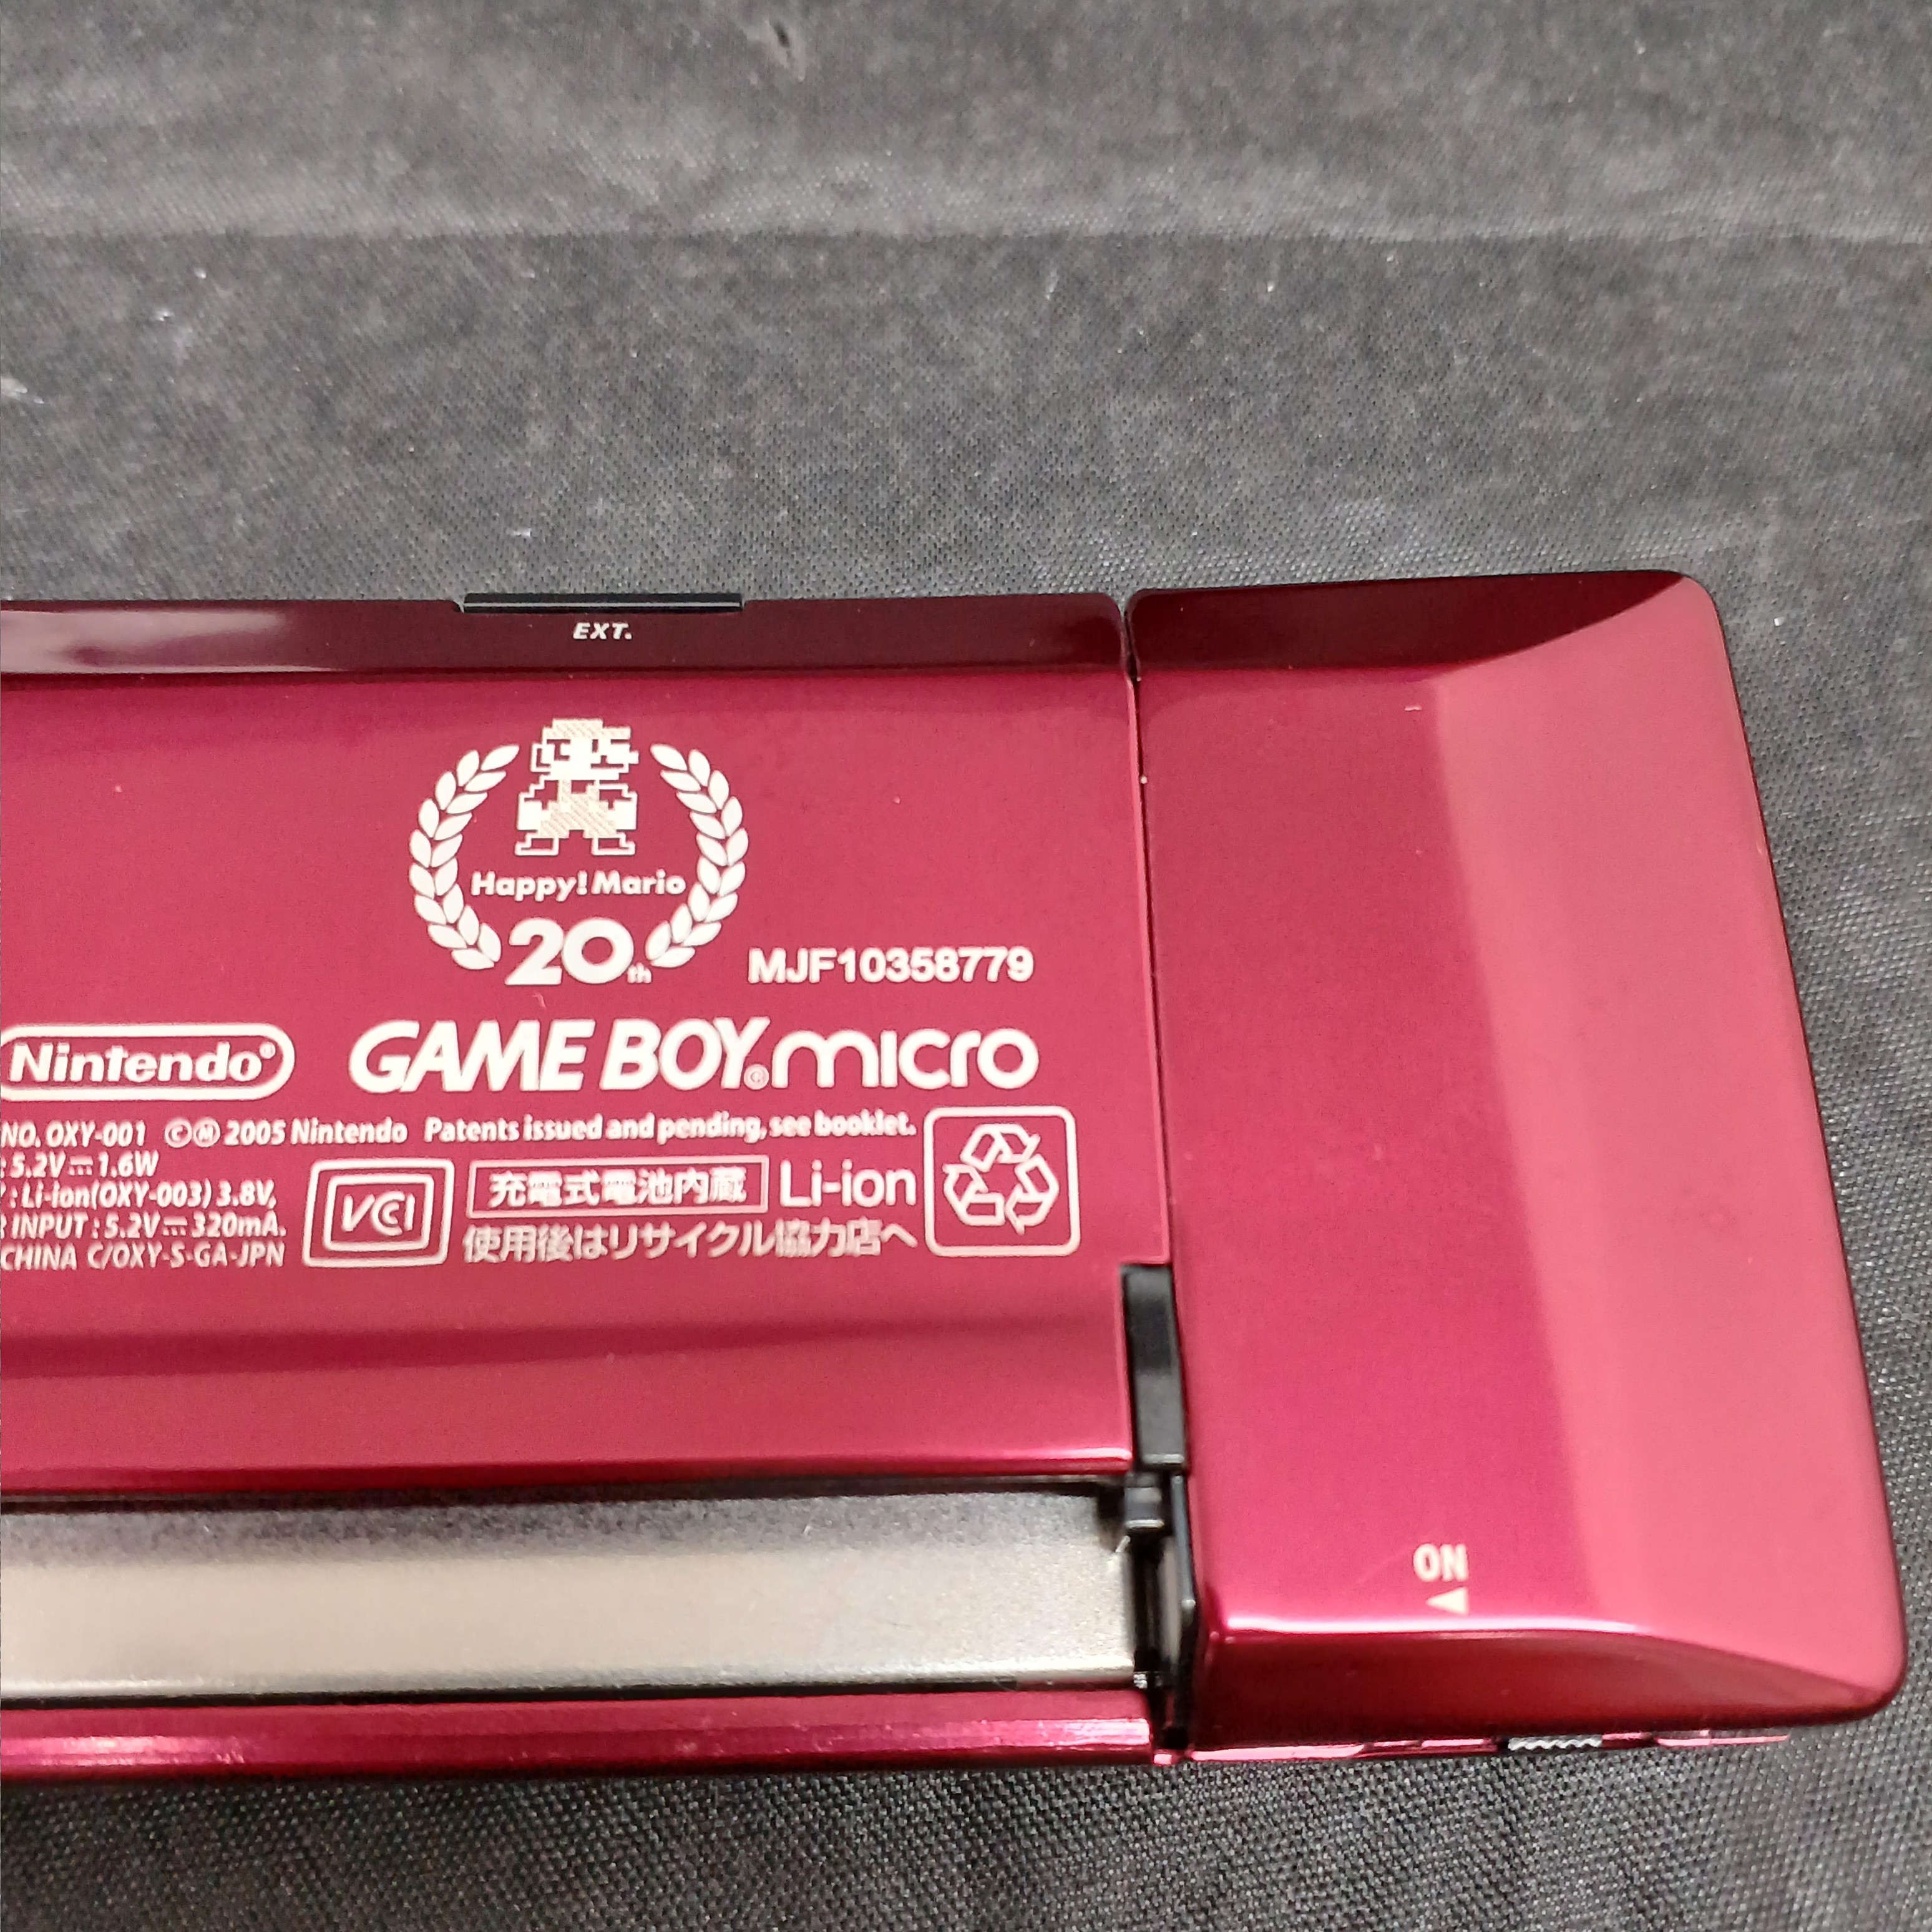 EXT.
Happy! Mario
20th
MJF10358779
Nintendo® GAME BOY® micro
NO. OXY-001 ©Ⓜ 2005 Nintendo Patents issued and pending, see booklet.
: 5.2V⎓1.6W
: Li-ion(OXY-003) 3.8V,
INPUT : 5.2V⎓320mA.
CHINA C/OXY-S-GA-JPN
VCI
充電式電池内蔵 Li-ion
使用後はリサイクル協力店へ
ON
▲